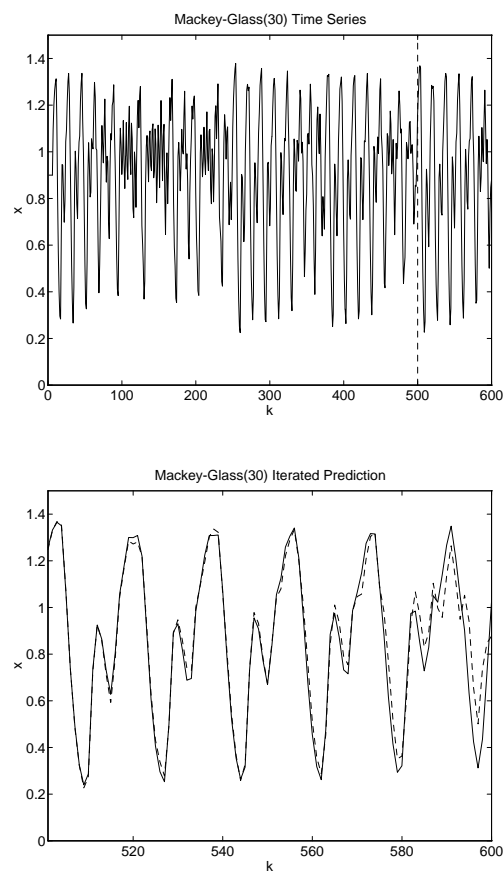 Mackey-Glass(30) Time Series
1.4
1.2
1
0.8
0.6
0.4
0.2
0
x
0 100 200 300 400 500 600
k
Mackey-Glass(30) Iterated Prediction
1.4
1.2
1
0.8
0.6
0.4
0.2
0
x
520 540 560 580 600
k